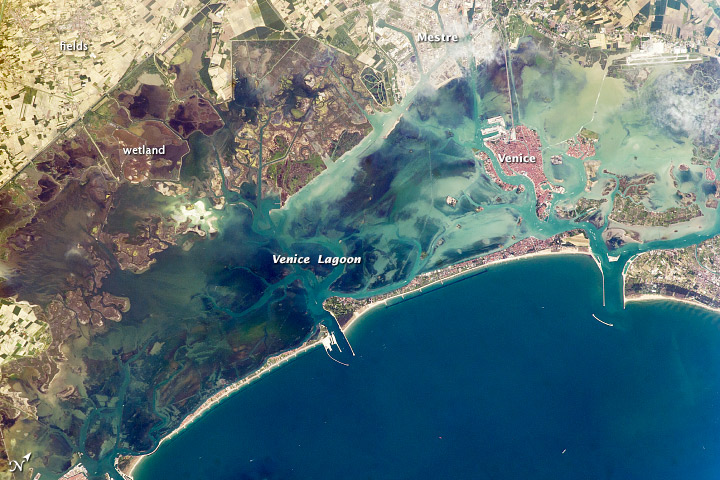 fields
Mestre
wetland
Venice
Venice Lagoon
N